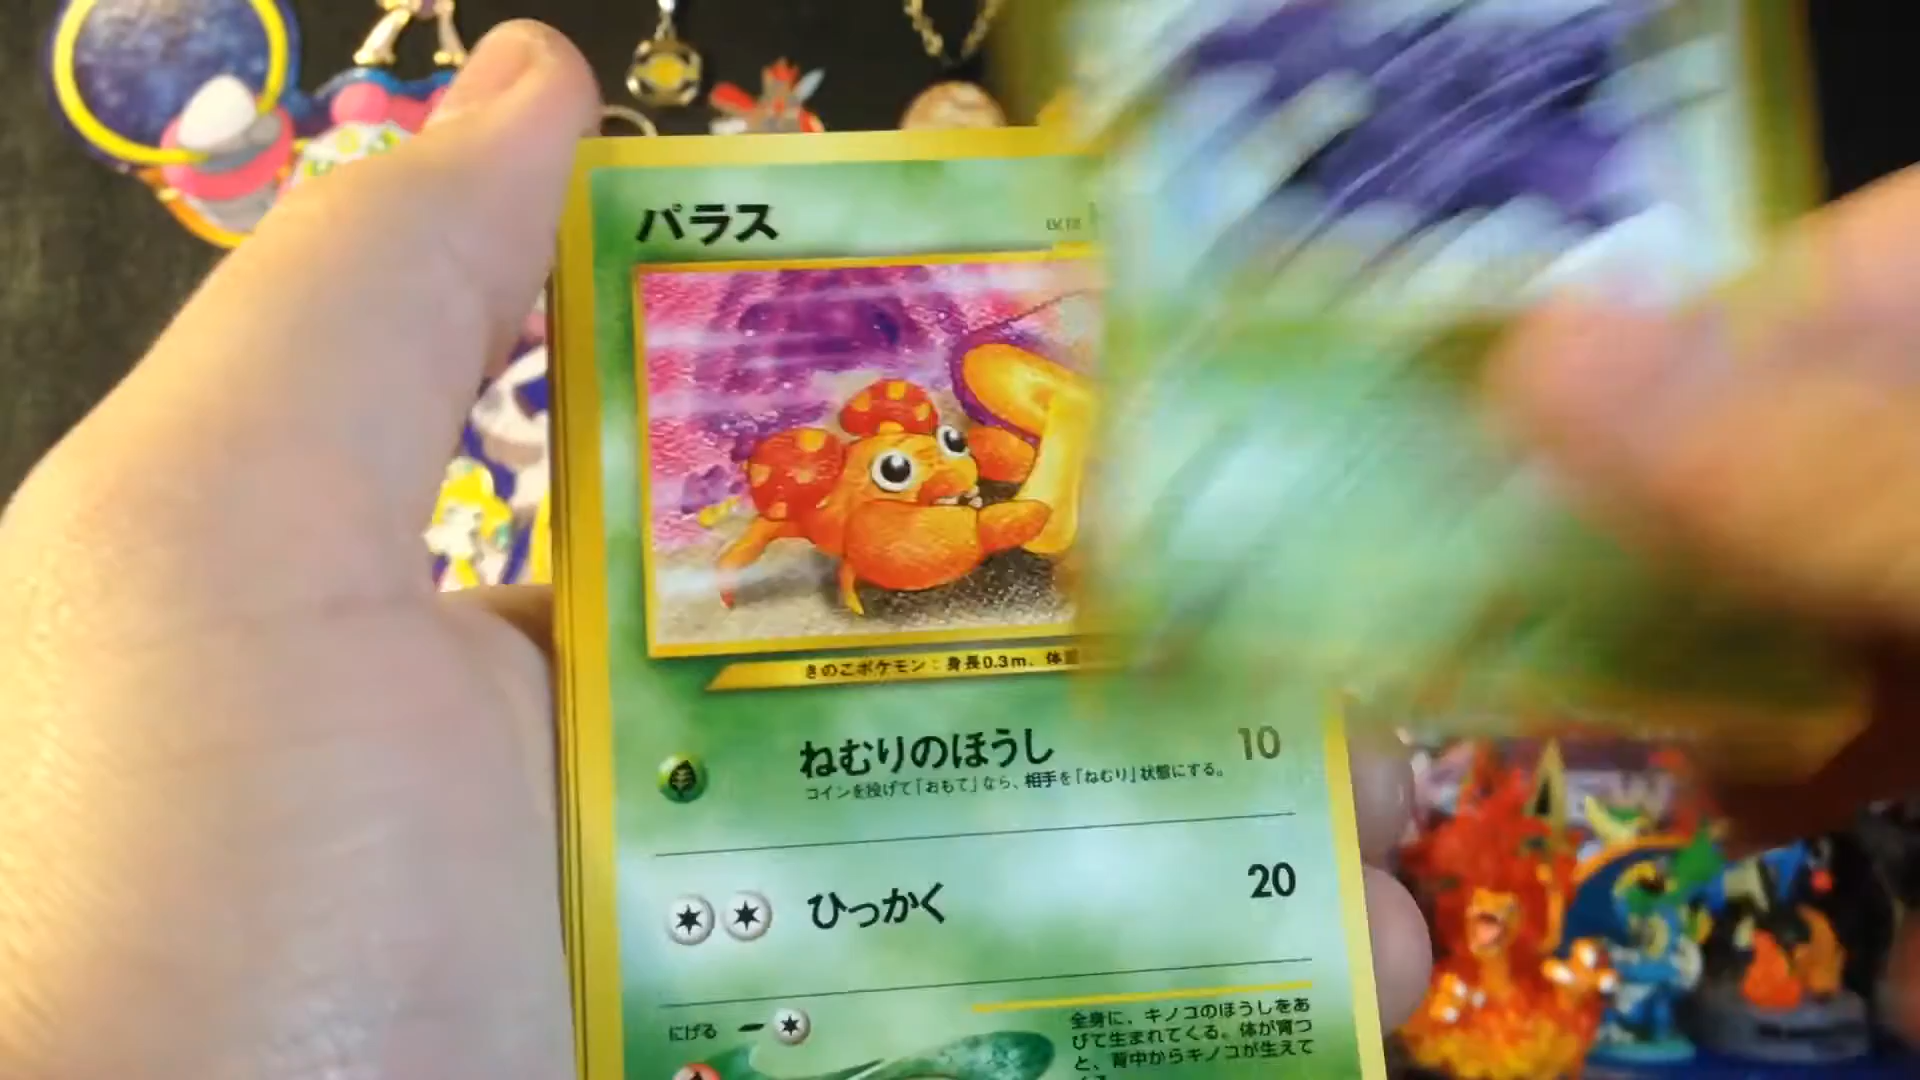 パラス
きのこポケモン：身長0.3m、体重
ねむりのほうし 10
コインを投げて「おもて」なら、相手を「ねむり」状態にする。
ひっかく 20
にげる
全身に、キノコのほうしをあ
びて生まれてくる。体が育つ
と、背中からキノコが生えて
くる